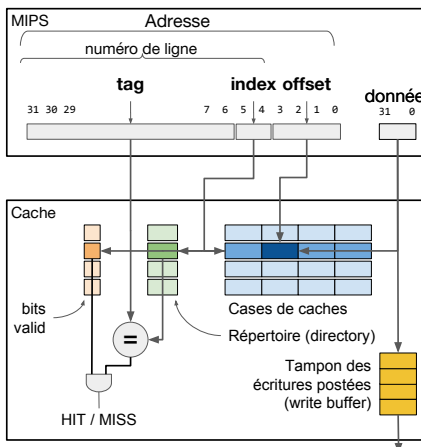 MIPS
Adresse
numéro de ligne
tag
index offset
donnée
31 30 29 7 6 5 4 3 2 1 0
31 0
Cache
bits
valid
Cases de caches
Répertoire (directory)
=
HIT / MISS
Tampon des
écritures postées
(write buffer)